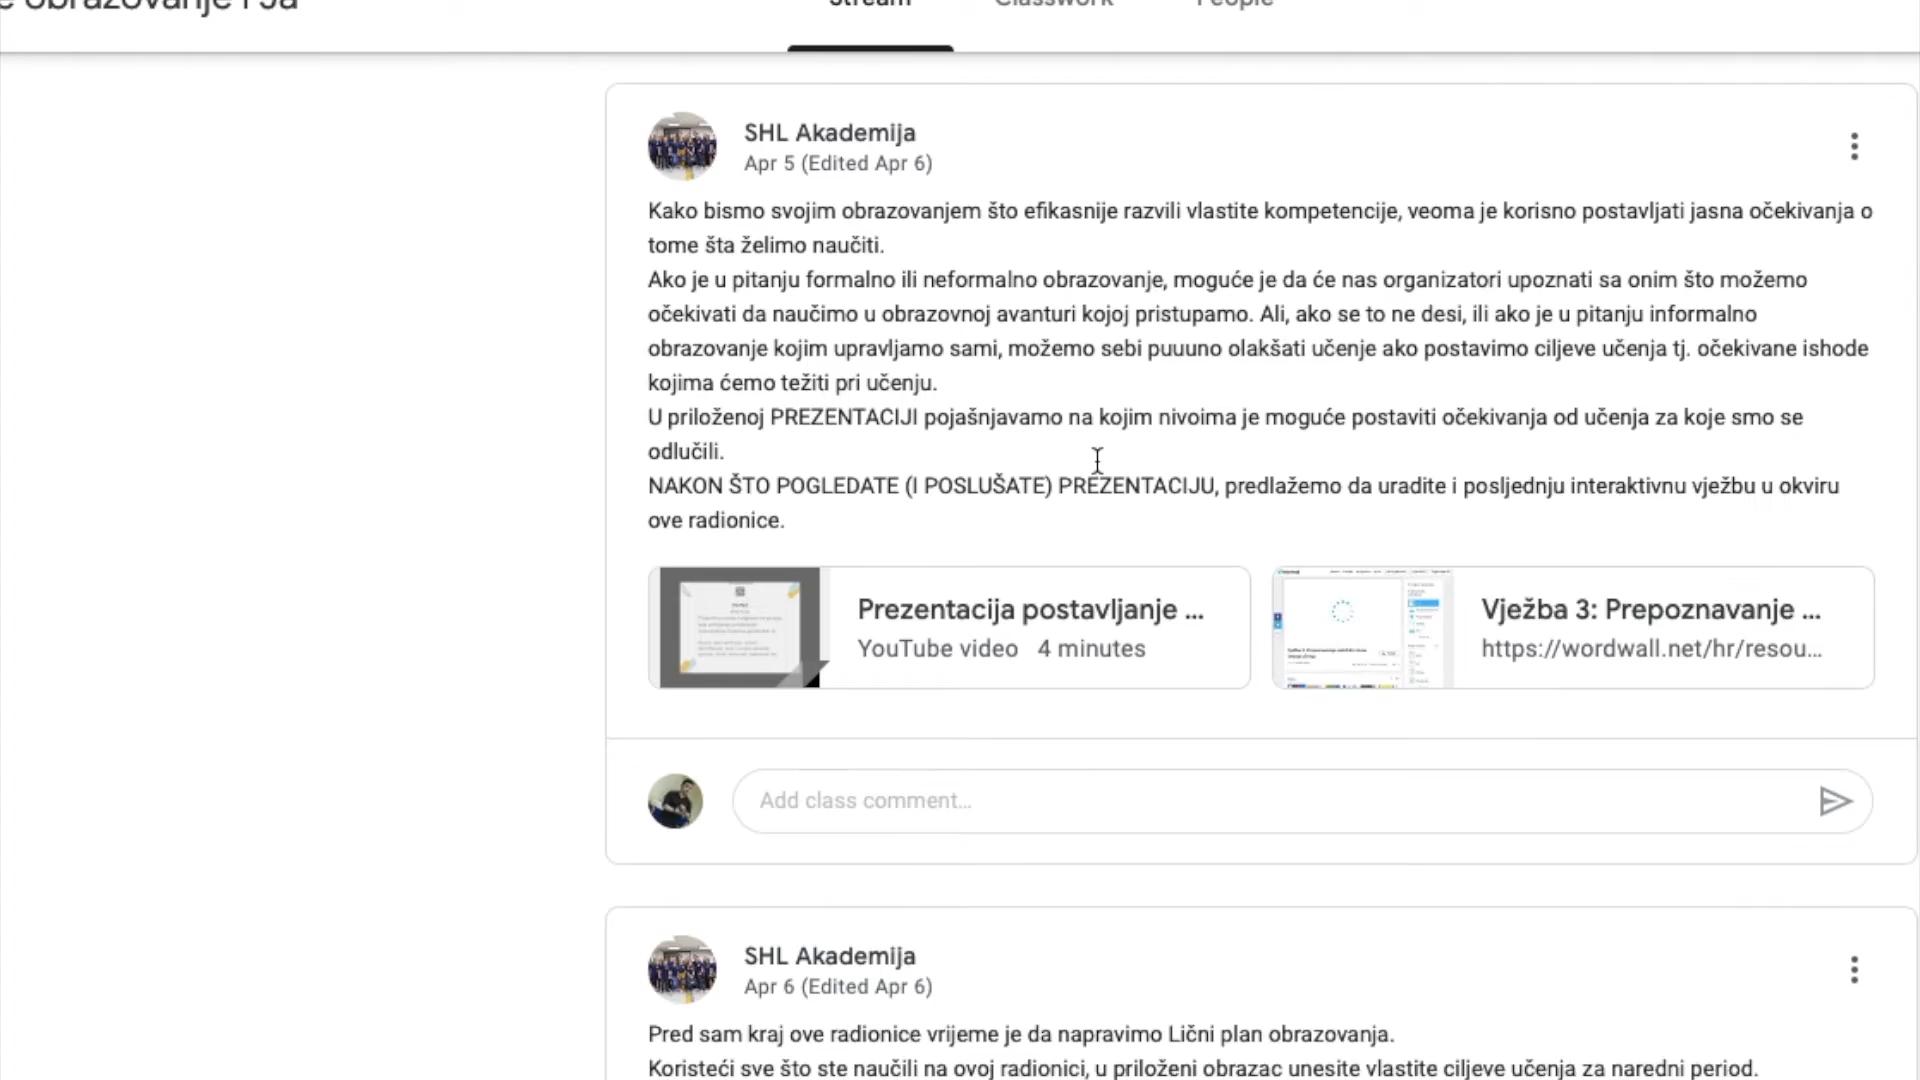 obrazovanje i Ja
Stream Classwork People
SHL Akademija
Apr 5 (Edited Apr 6)
Kako bismo svojim obrazovanjem što efikasnije razvili vlastite kompetencije, veoma je korisno postavljati jasna očekivanja o
tome šta želimo naučiti.
Ako je u pitanju formalno ili neformalno obrazovanje, moguće je da će nas organizatori upoznati sa onim što možemo
očekivati da naučimo u obrazovnoj avanturi kojoj pristupamo. Ali, ako se to ne desi, ili ako je u pitanju informalno
obrazovanje kojim upravljamo sami, možemo sebi puuuno olakšati učenje ako postavimo ciljeve učenja tj. očekivane ishode
kojima ćemo težiti pri učenju.
U priloženoj PREZENTACIJI pojašnjavamo na kojim nivoima je moguće postaviti očekivanja od učenja za koje smo se
odlučili.
NAKON ŠTO POGLEDATE (I POSLUŠATE) PREZENTACIJU, predlažemo da uradite i posljednju interaktivnu vježbu u okviru
ove radionice.
Prezentacija postavljanje ...
YouTube video 4 minutes
Vježba 3: Prepoznavanje ...
https://wordwall.net/hr/resou...
Add class comment...
SHL Akademija
Apr 6 (Edited Apr 6)
Pred sam kraj ove radionice vrijeme je da napravimo Lični plan obrazovanja.
Koristeći sve što ste naučili na ovoj radionici, u priloženi obrazac unesite vlastite ciljeve učenja za naredni period.